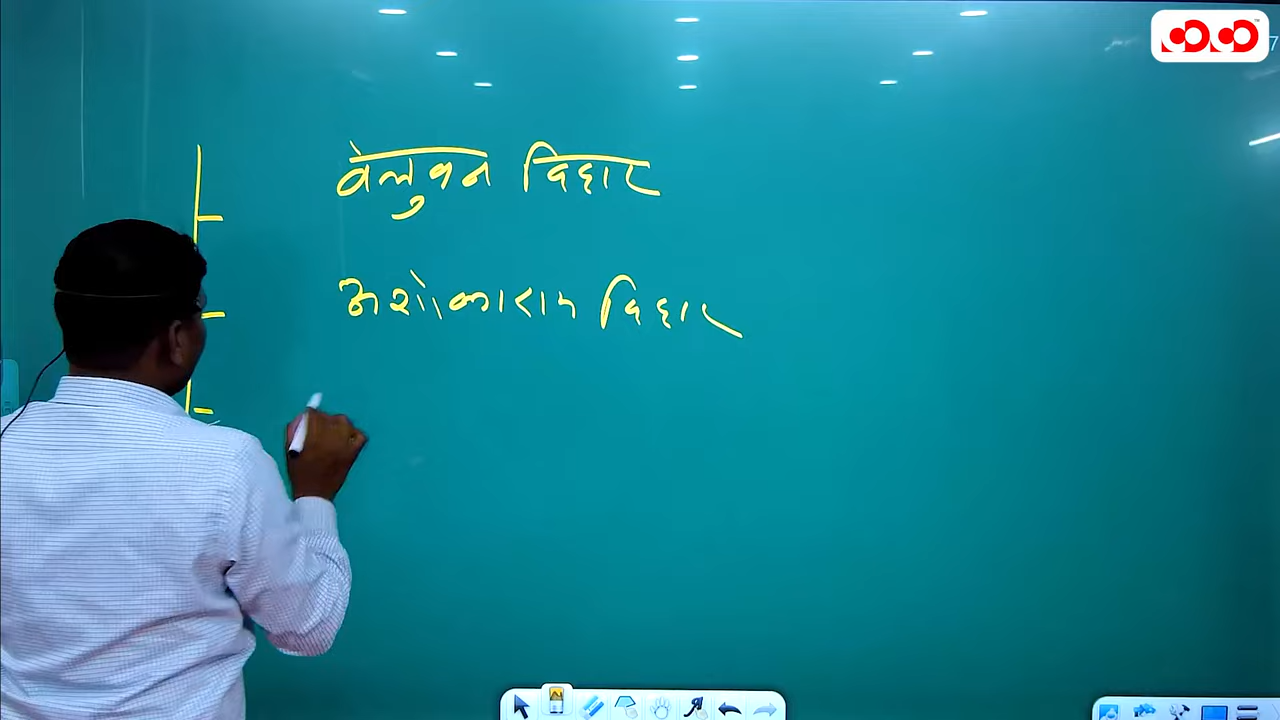 वेलुवन विहार
अशोकाराम विहार